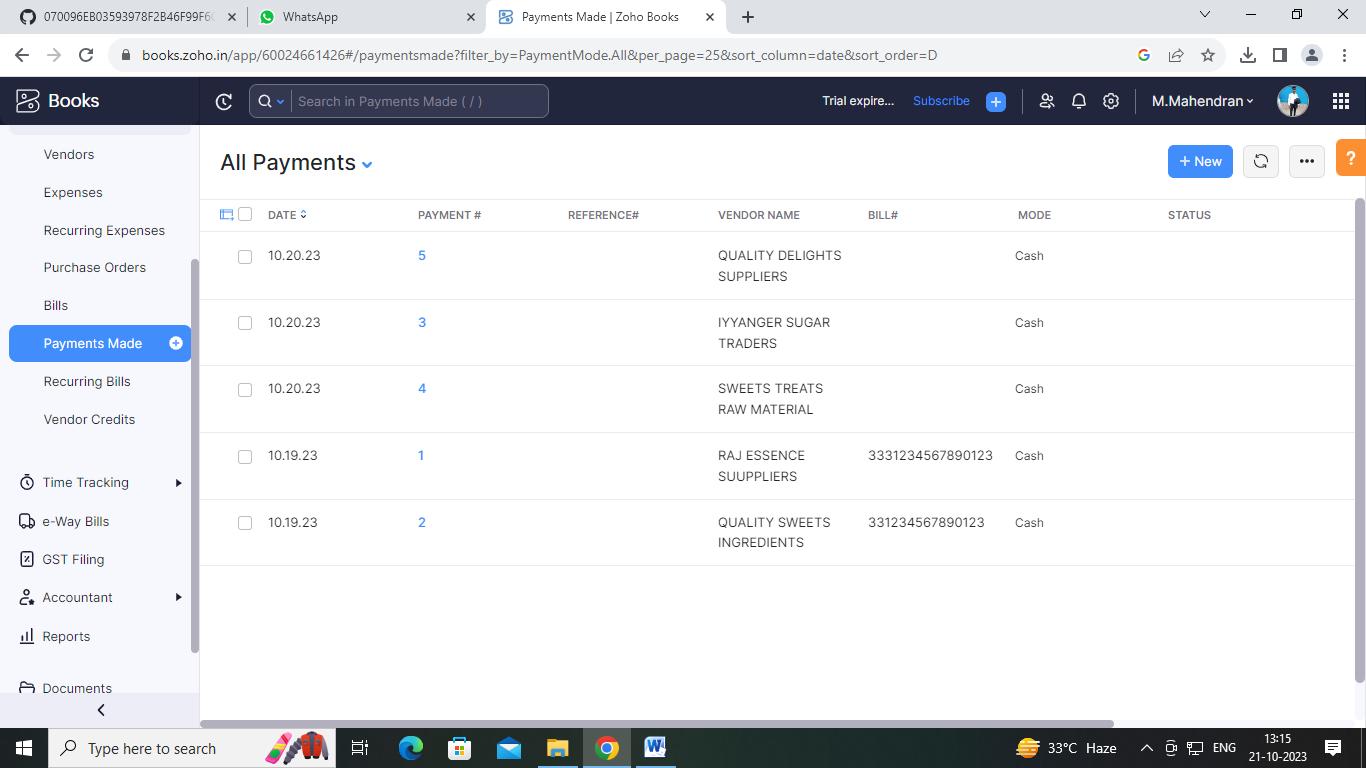 070096EB03593978F2B46F99F6
WhatsApp
Payments Made | Zoho Books
books.zoho.in/app/60024661426#/paymentsmade?filter_by=PaymentMode.All&per_page=25&sort_column=date&sort_order=D
Books
Search in Payments Made ( / )
Trial expire...
Subscribe
M.Mahendran
Vendors
Expenses
Recurring Expenses
Purchase Orders
Bills
Payments Made
Recurring Bills
Vendor Credits
Time Tracking
e-Way Bills
GST Filing
Accountant
Reports
Documents
All Payments
+ New
?
DATE PAYMENT # REFERENCE# VENDOR NAME BILL# MODE STATUS
10.20.23 5 QUALITY DELIGHTS Cash
SUPPLIERS
10.20.23 3 IYYANGER SUGAR Cash
TRADERS
10.20.23 4 SWEETS TREATS Cash
RAW MATERIAL
10.19.23 1 RAJ ESSENCE 3331234567890123 Cash
SUUPPLIERS
10.19.23 2 QUALITY SWEETS 331234567890123 Cash
INGREDIENTS
Type here to search
33°C Haze
ENG
13:15
21-10-2023